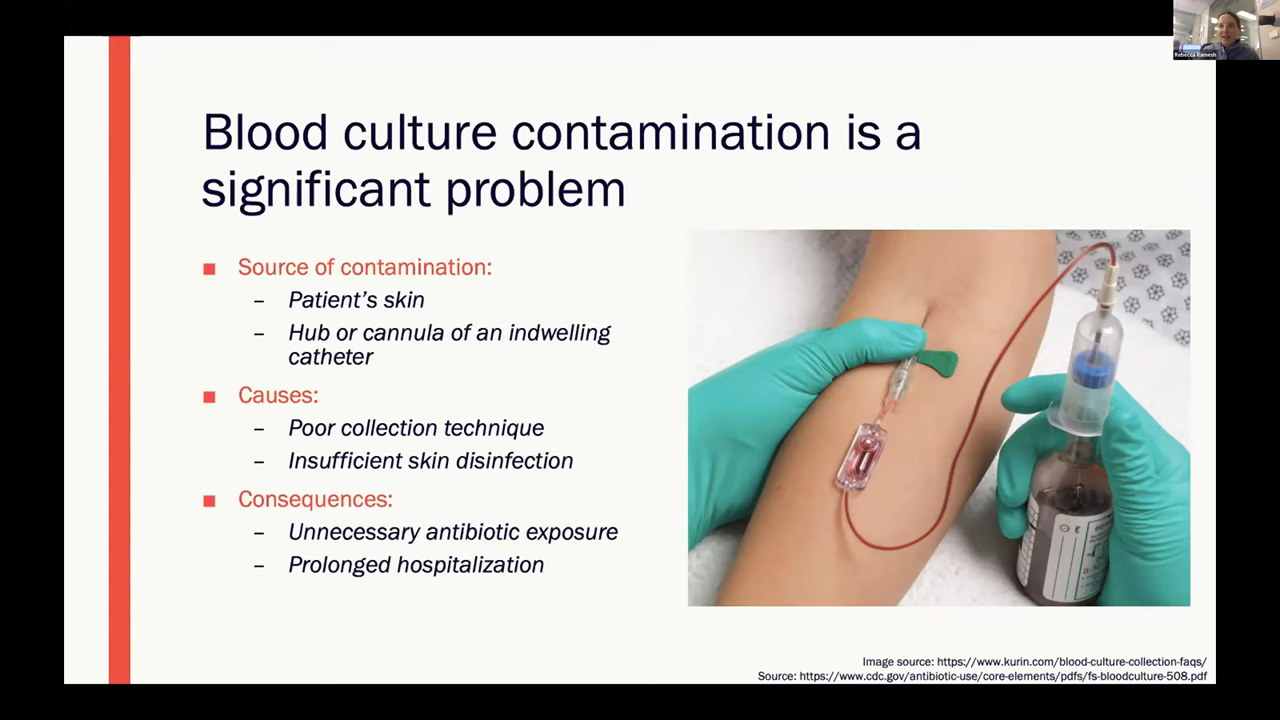 Rebecca Ramesh
Blood culture contamination is a
significant problem
■ Source of contamination:
– Patient's skin
– Hub or cannula of an indwelling
catheter
■ Causes:
– Poor collection technique
– Insufficient skin disinfection
■ Consequences:
– Unnecessary antibiotic exposure
– Prolonged hospitalization
Image source: https://www.kurin.com/blood-culture-collection-faqs/
Source: https://www.cdc.gov/antibiotic-use/core-elements/pdfs/fs-bloodculture-508.pdf